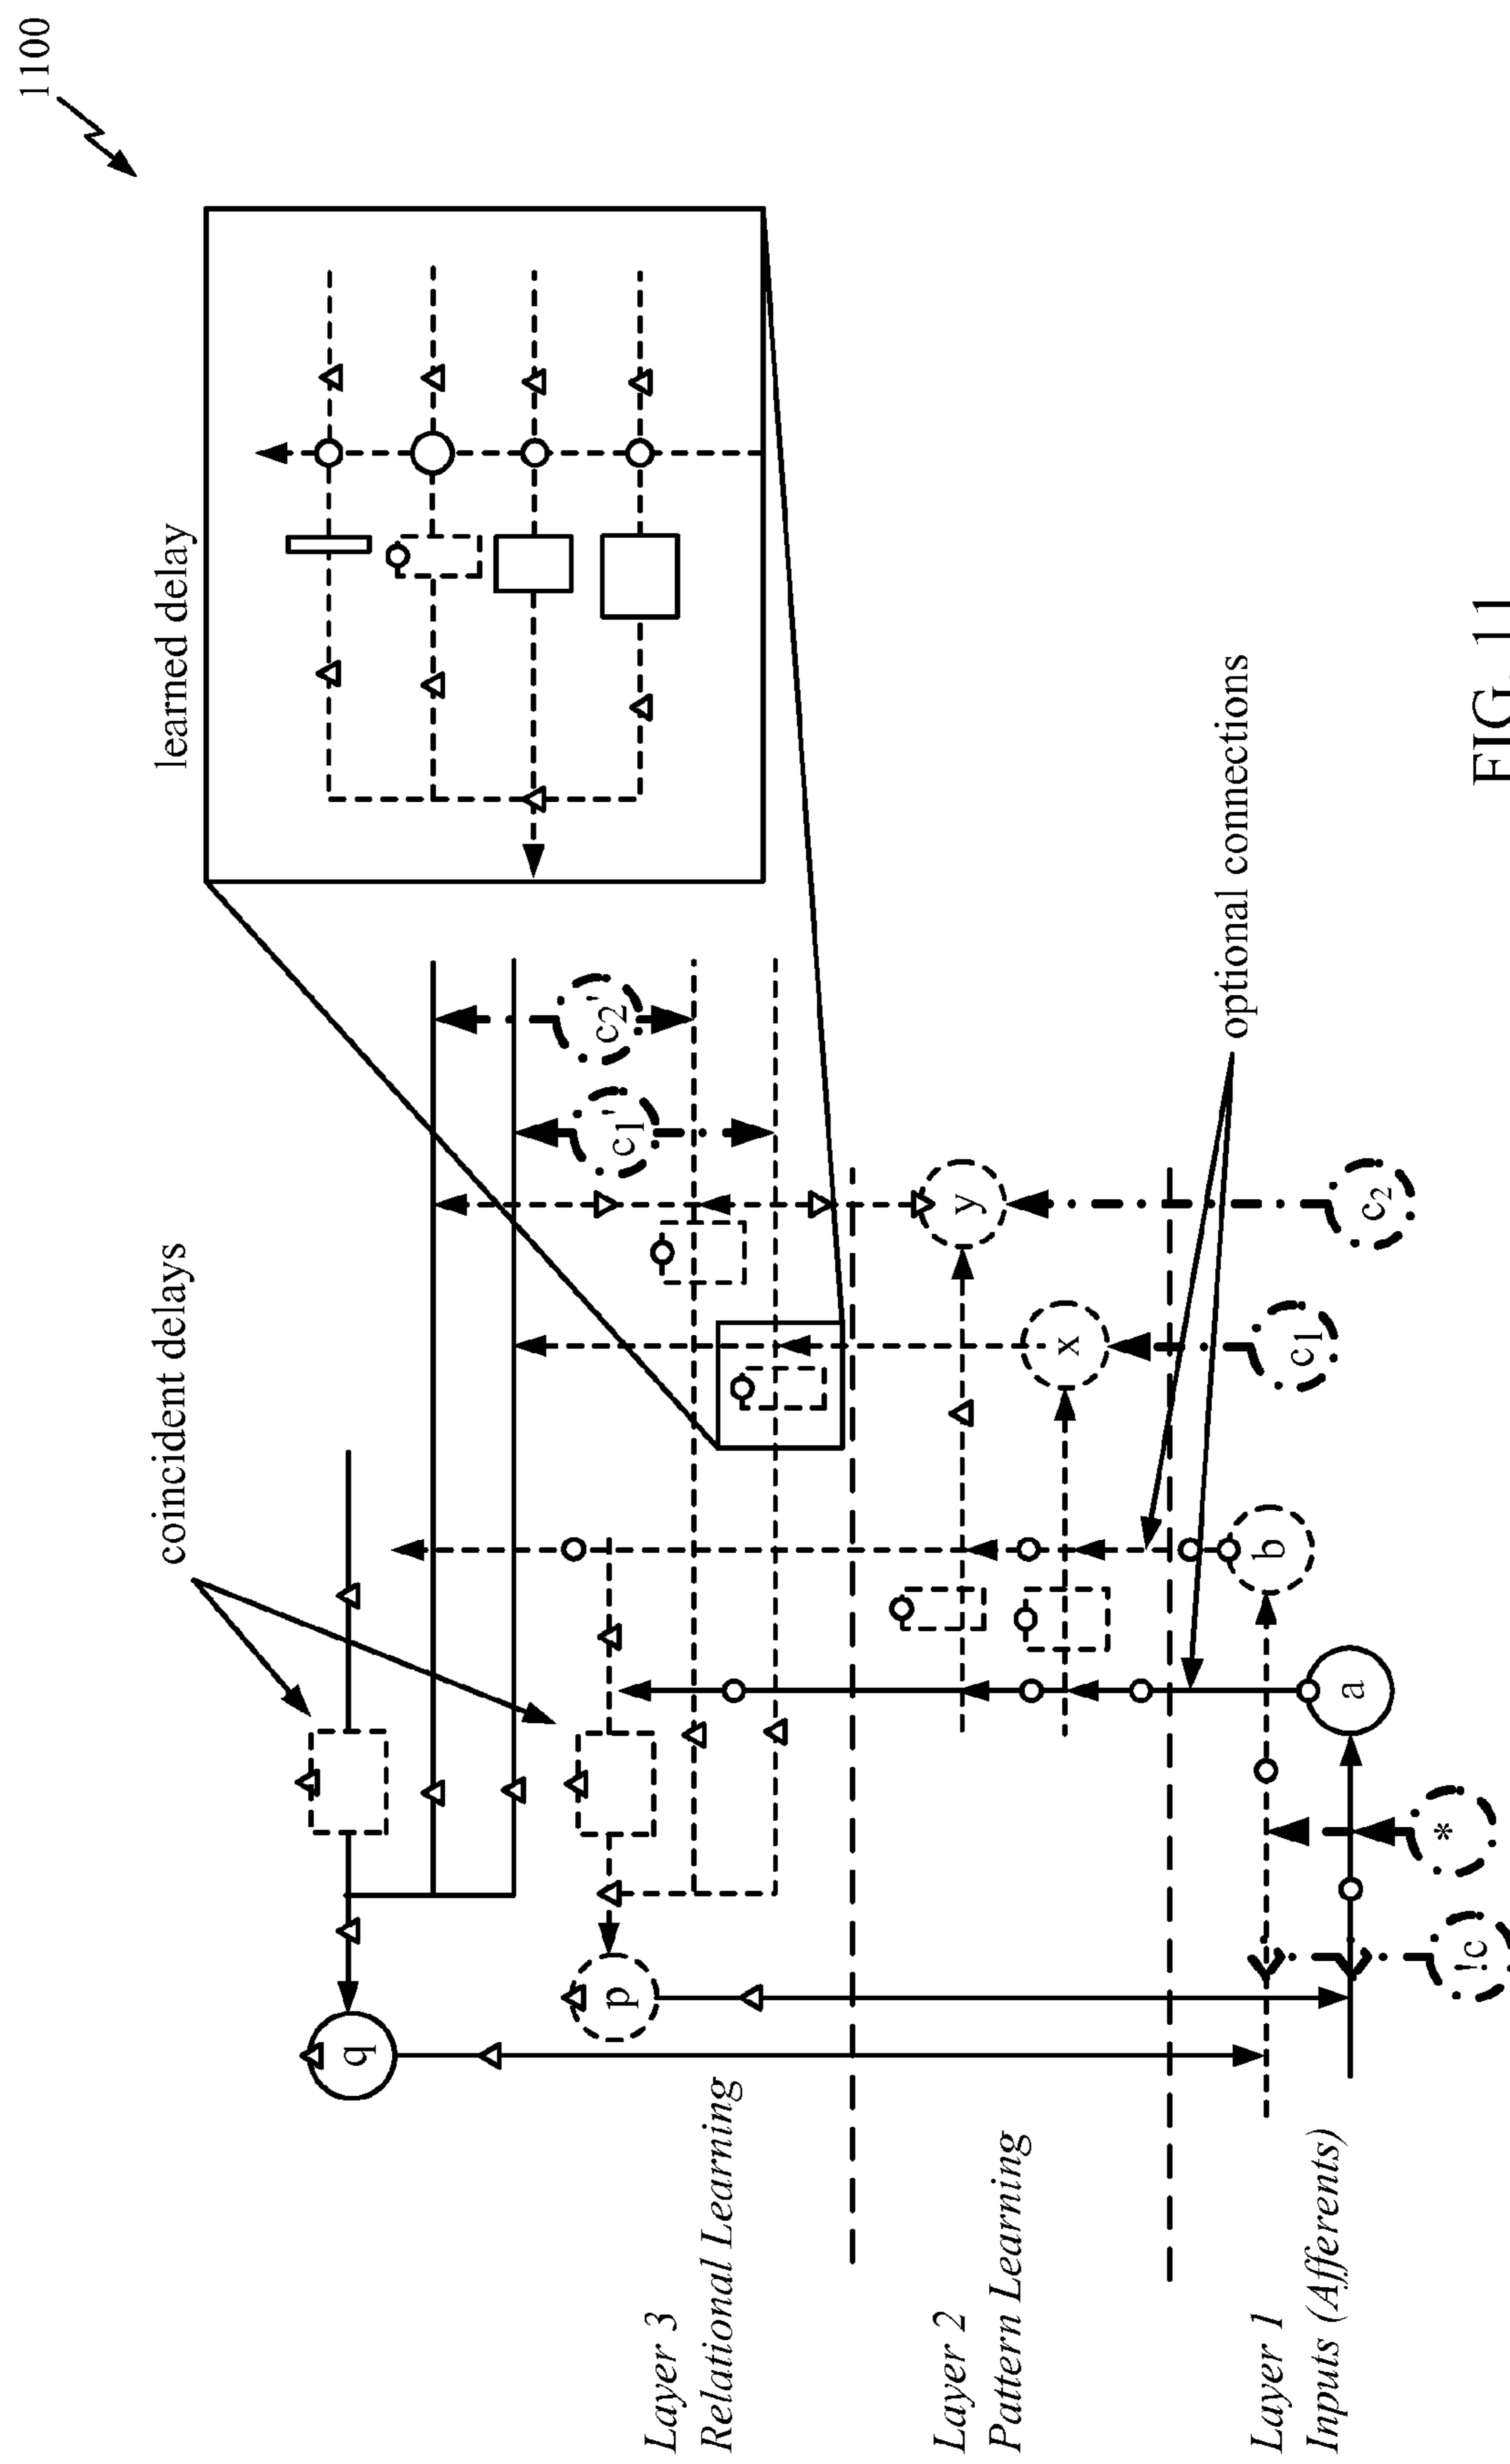 1100
learned delay
coincident delays
q
p
c1'
c2'
Layer 3
Relational Learning
y
x
Layer 2
Pattern Learning
optional connections
b
a
c1
c2
*
!c
Layer 1
Inputs (Afferents)
FIG. 11